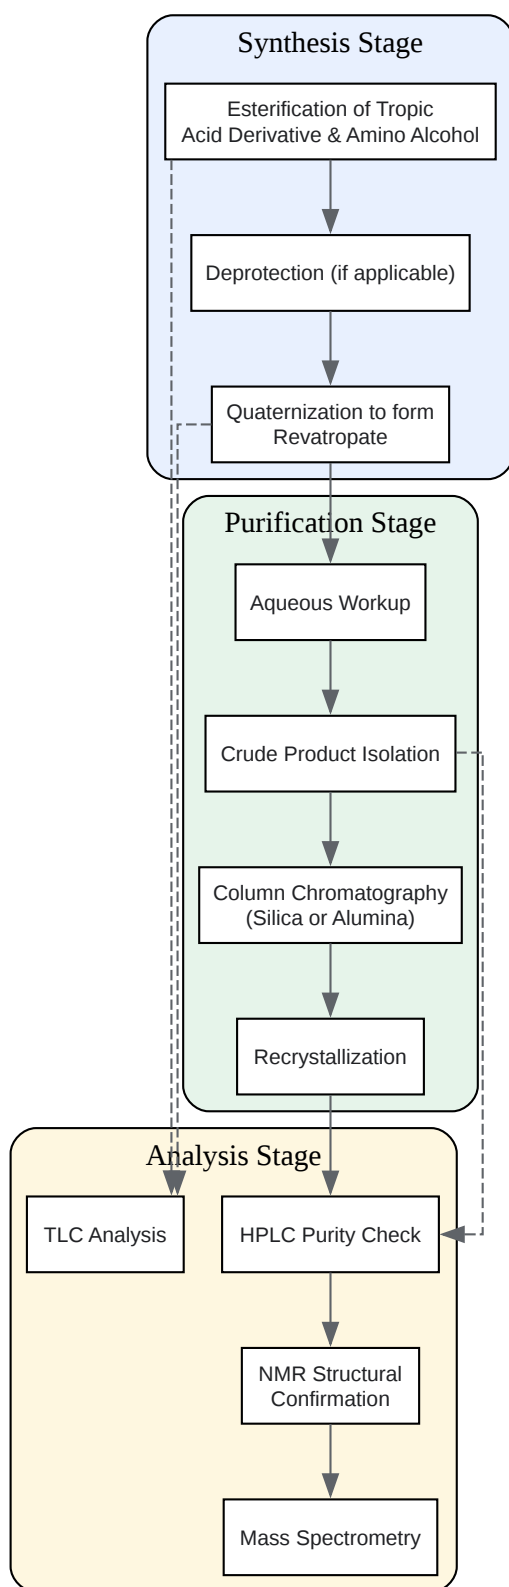 Synthesis Stage
Esterification of Tropic
Acid Derivative & Amino Alcohol
Deprotection (if applicable)
Quaternization to form
Revatropate
Purification Stage
Aqueous Workup
Crude Product Isolation
Column Chromatography
(Silica or Alumina)
Recrystallization
Analysis Stage
TLC Analysis
HPLC Purity Check
NMR Structural
Confirmation
Mass Spectrometry